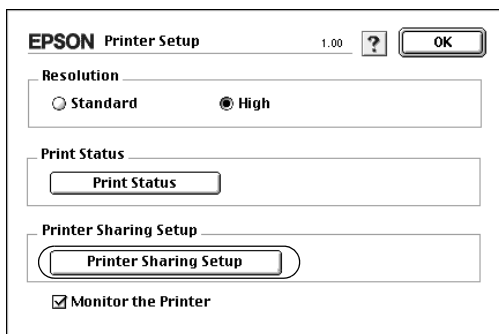 EPSON Printer Setup 1.00 ? OK
Resolution
Standard High
Print Status
Print Status
Printer Sharing Setup
Printer Sharing Setup
Monitor the Printer